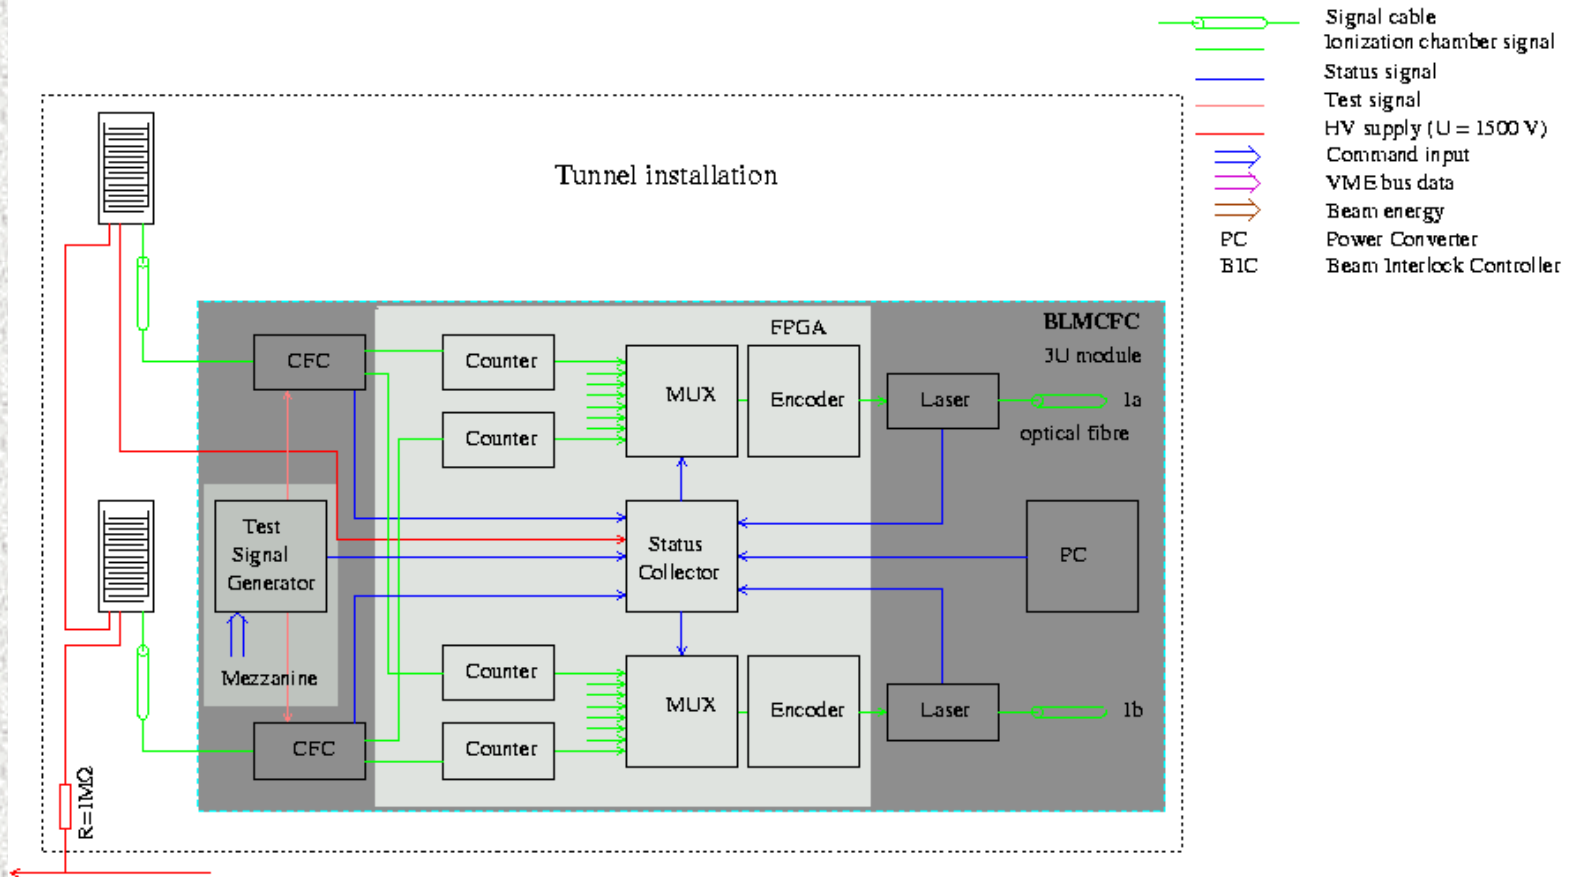 Signal cable
Ionization chamber signal
Status signal
Test signal
HV supply (U = 1500 V)
Command input
VME bus data
Beam energy
PC Power Converter
BIC Beam Interlock Controller
Tunnel installation
FPGA
BLMCFC
3U module
CFC
Counter
MUX
Encoder
Laser
1a
optical fibre
Counter
Test
Signal
Generator
Status
Collector
PC
Mezzanine
Counter
MUX
Encoder
Laser
1b
CFC
Counter
R=1MΩ